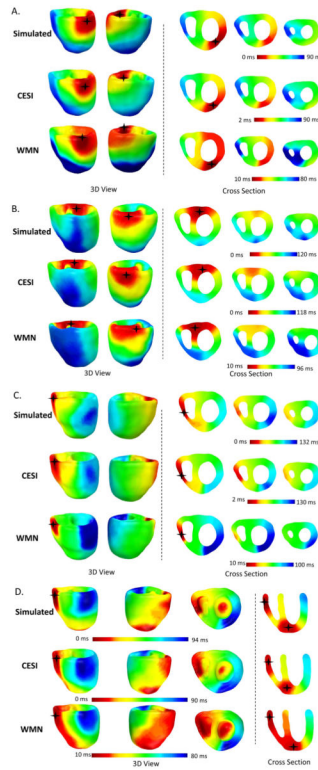 A.
Simulated
0 ms 90 ms
CESI
2 ms 90 ms
WMN
10 ms 80 ms
3D View Cross Section
B.
Simulated
0 ms 120 ms
CESI
0 ms 118 ms
WMN
10 ms 96 ms
3D View Cross Section
C.
Simulated
0 ms 132 ms
CESI
2 ms 130 ms
WMN
10 ms 100 ms
3D View Cross Section
D.
Simulated
0 ms 94 ms
CESI
0 ms 90 ms
WMN
10 ms 80 ms
3D View Cross Section